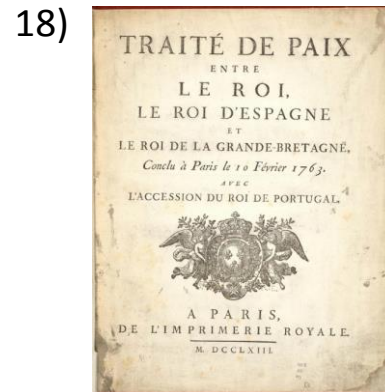 18)
TRAITÉ DE PAIX
ENTRE
LE ROI,
LE ROI D'ESPAGNE
ET
LE ROI DE LA GRANDE-BRETAGNE,
Conclu à Paris le 10 Février 1763.
AVEC
L'ACCESSION DU ROI DE PORTUGAL.
A PARIS,
DE L'IMPRIMERIE ROYALE.
M. DCCLXIII.